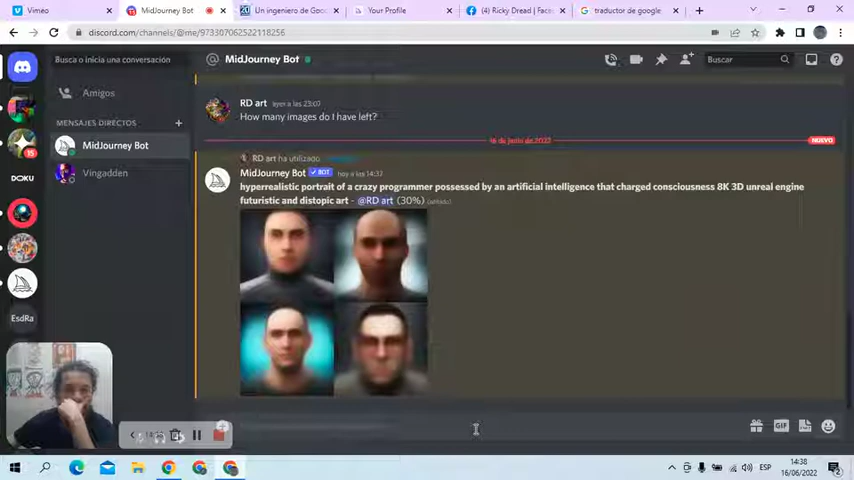 Vimeo
MidJourney Bot
Un ingeniero de Goo
Your Profile
(4) Ricky Dread | Face
traductor de google
discord.com/channels/@me/973107062522118256
Busca o inicia una conversación
MidJourney Bot
Buscar
Amigos
MENSAJES DIRECTOS
MidJourney Bot
Vingadden
DOKU
EsdRa
RD art ayer a las 23:07
How many images do I have left?
16 de junio de 2022
NUEVO
RD art ha utilizado
MidJourney Bot BOT hoy a las 14:37
hyperrealistic portrait of a crazy programmer possessed by an artificial intelligence that charged consciousness 8K 3D unreal engine
futuristic and distopic art - @RD art (30%) (editado)
GIF
ESP
14:38
16/06/2022
2